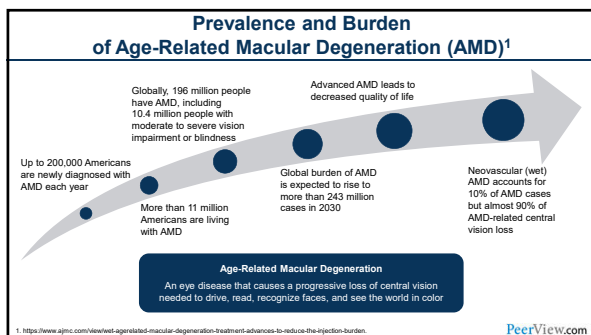 Prevalence and Burden
of Age-Related Macular Degeneration (AMD)1
Up to 200,000 Americans
are newly diagnosed with
AMD each year
More than 11 million
Americans are living
with AMD
Globally, 196 million people
have AMD, including
10.4 million people with
moderate to severe vision
impairment or blindness
Global burden of AMD
is expected to rise to
more than 243 million
cases in 2030
Advanced AMD leads to
decreased quality of life
Neovascular (wet)
AMD accounts for
10% of AMD cases
but almost 90% of
AMD-related central
vision loss
Age-Related Macular Degeneration
An eye disease that causes a progressive loss of central vision
needed to drive, read, recognize faces, and see the world in color
1. https://www.ajmc.com/view/wet-agerelated-macular-degeneration-treatment-advances-to-reduce-the-injection-burden.
PeerView.com